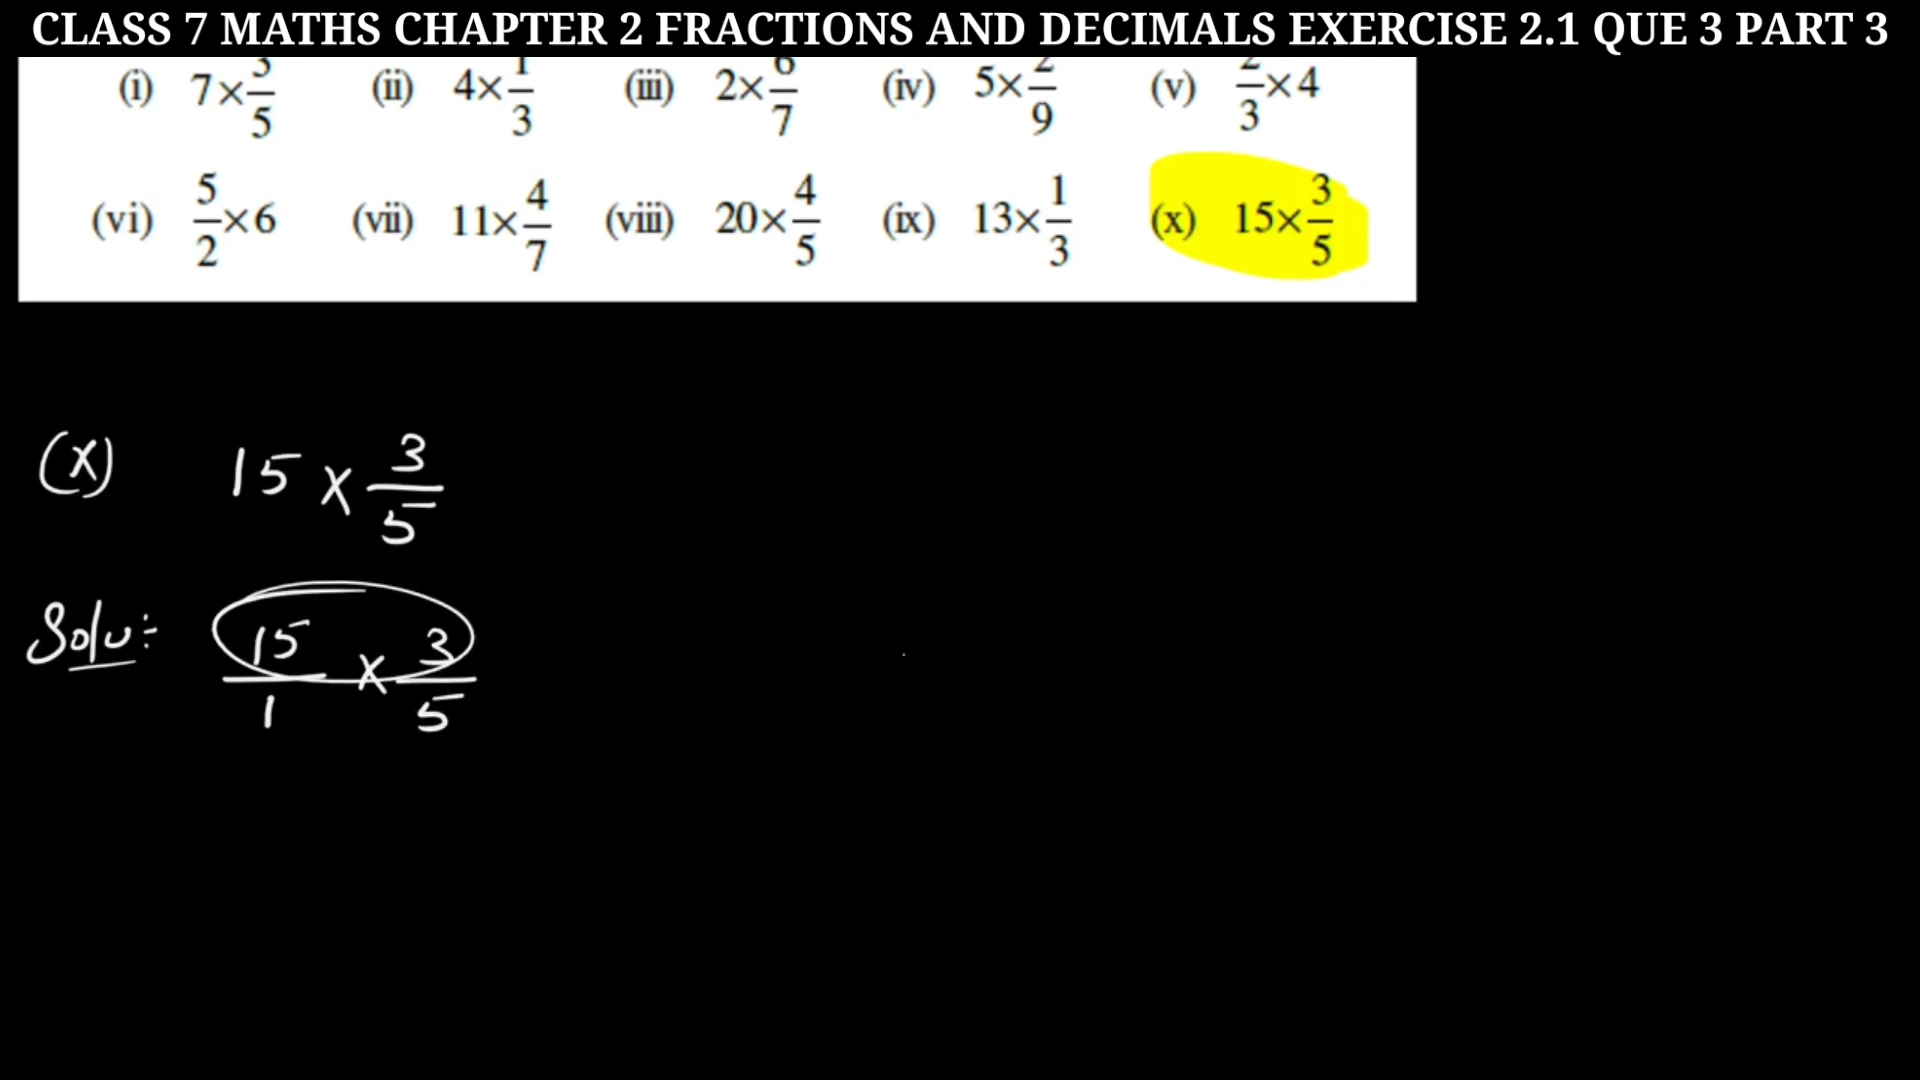 CLASS 7 MATHS CHAPTER 2 FRACTIONS AND DECIMALS EXERCISE 2.1 QUE 3 PART 3
(i) 7×3/5 (ii) 4×1/3 (iii) 2×6/7 (iv) 5×2/9 (v) 2/3×4
(vi) 5/2×6 (vii) 11×4/7 (viii) 20×4/5 (ix) 13×1/3 (x) 15×3/5
(x) 15 × 3/5
Solu:- 15/1 × 3/5